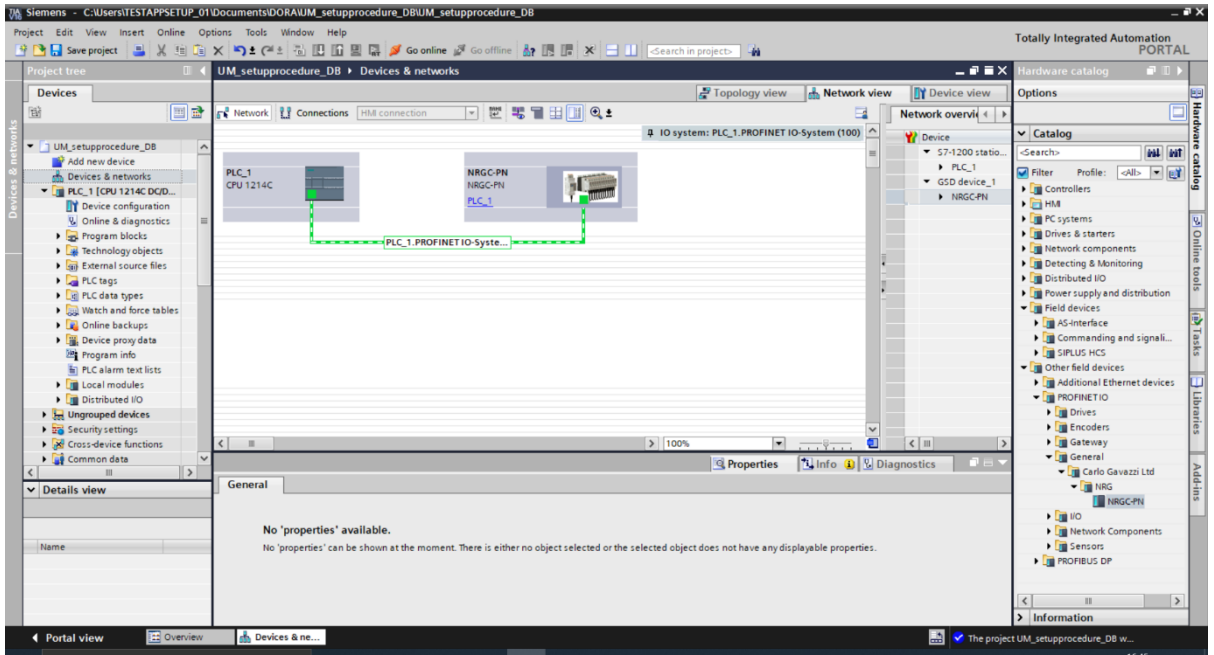 Siemens - C:\Users\TESTAPPSETUP_01\Documents\DORA\UM_setupprocedure_DB\UM_setupprocedure_DB
Project Edit View Insert Online Options Tools Window Help
Totally Integrated Automation
PORTAL
Save project
Go online
Go offline
<Search in project>
Project tree
Devices
Devices & networks
UM_setupprocedure_DB
Add new device
Devices & networks
PLC_1 [CPU 1214C DC/D...
Device configuration
Online & diagnostics
Program blocks
Technology objects
External source files
PLC tags
PLC data types
Watch and force tables
Online backups
Device proxy data
Program info
PLC alarm text lists
Local modules
Distributed I/O
Ungrouped devices
Security settings
Cross-device functions
Common data
Details view
Name
UM_setupprocedure_DB Devices & networks
Topology view
Network view
Device view
Network
Connections
HMI connection
IO system: PLC_1.PROFINET IO-System (100)
PLC_1
CPU 1214C
NRGC-PN
NRGC-PN
PLC_1
PLC_1.PROFINET IO-Syste...
100%
Network overvie
Device
S7-1200 statio...
PLC_1
GSD device_1
NRGC-PN
Properties
Info
Diagnostics
General
No 'properties' available.
No 'properties' can be shown at the moment. There is either no object selected or the selected object does not have any displayable properties.
Hardware catalog
Options
Catalog
<Search>
Filter Profile: <All>
Controllers
HMI
PC systems
Drives & starters
Network components
Detecting & Monitoring
Distributed I/O
Power supply and distribution
Field devices
AS-Interface
Commanding and signali...
SIPLUS HCS
Other field devices
Additional Ethernet devices
PROFINET IO
Drives
Encoders
Gateway
General
Carlo Gavazzi Ltd
NRG
NRGC-PN
I/O
Network Components
Sensors
PROFIBUS DP
Information
Hardware catalog
Online tools
Tasks
Libraries
Add-ins
Portal view
Overview
Devices & ne...
The project UM_setupprocedure_DB w...